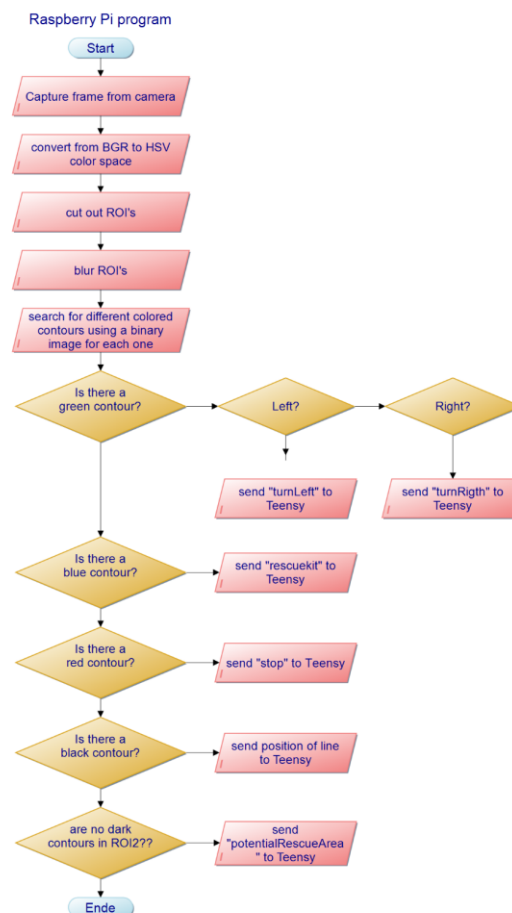 Raspberry Pi program
Start
Capture frame from camera
convert from BGR to HSV
color space
cut out ROI's
blur ROI's
search for different colored
contours using a binary
image for each one
Is there a
green contour?
Left?
Right?
send "turnLeft" to
Teensy
send "turnRigth" to
Teensy
Is there a
blue contour?
send "rescuekit" to
Teensy
Is there a
red contour?
send "stop" to Teensy
Is there a
black contour?
send position of line
to Teensy
are no dark
contours in ROI2??
send
"potentialRescueArea
" to Teensy
Ende